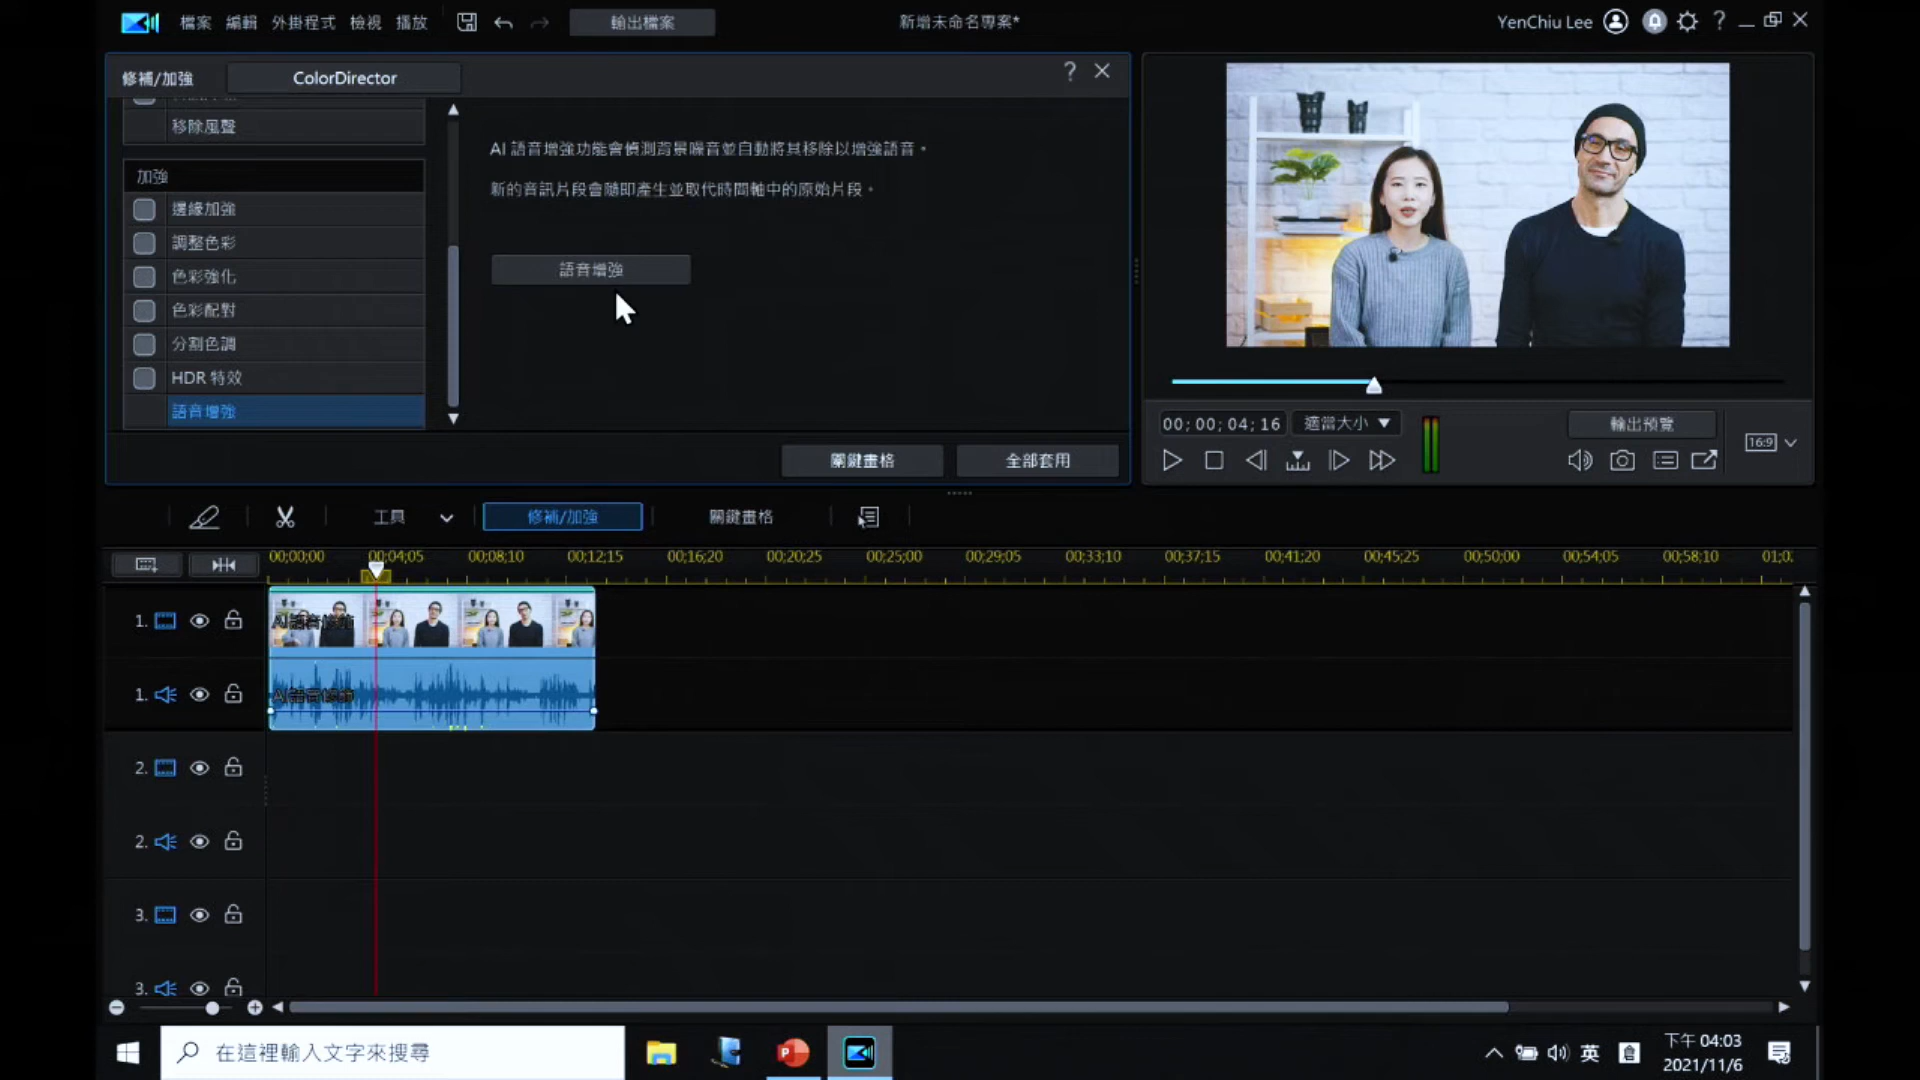 檔案 編輯 外掛程式 檢視 播放 輸出檔案 新增未命名專案* YenChiu Lee
修補/加強 ColorDirector
移除風聲
加強
邊緣加強
調整色彩
色彩強化
色彩配對
分割色調
HDR 特效
語音增強
AI 語音增強功能會偵測背景噪音並自動將其移除以增強語音。
新的音訊片段會隨即產生並取代時間軸中的原始片段。
語音增強
關鍵畫格 全部套用
00;00;04;16 適當大小 輸出預覽
16:9
工具 修補/加強 關鍵畫格
00;00;00 00;04;05 00;08;10 00;12;15 00;16;20 00;20;25 00;25;00 00;29;05 00;33;10 00;37;15 00;41;20 00;45;25 00;50;00 00;54;05 00;58;10 01;0
1.
1.
2.
2.
3.
3.
在這裡輸入文字來搜尋
英
下午 04:03
2021/11/6